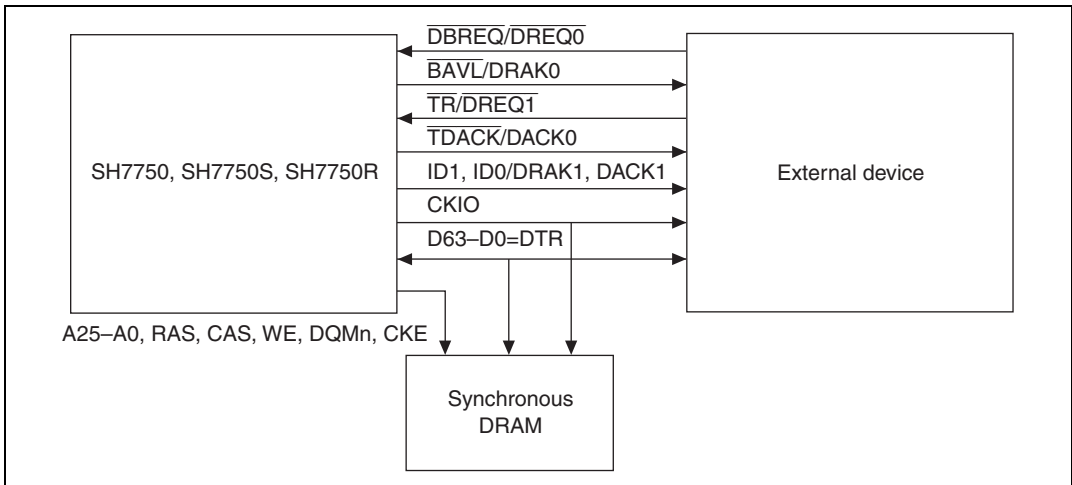 DBREQ/DREQ0
BAVL/DRAK0
TR/DREQ1
TDACK/DACK0
SH7750, SH7750S, SH7750R
ID1, ID0/DRAK1, DACK1
External device
CKIO
D63–D0=DTR
A25–A0, RAS, CAS, WE, DQMn, CKE
Synchronous
DRAM